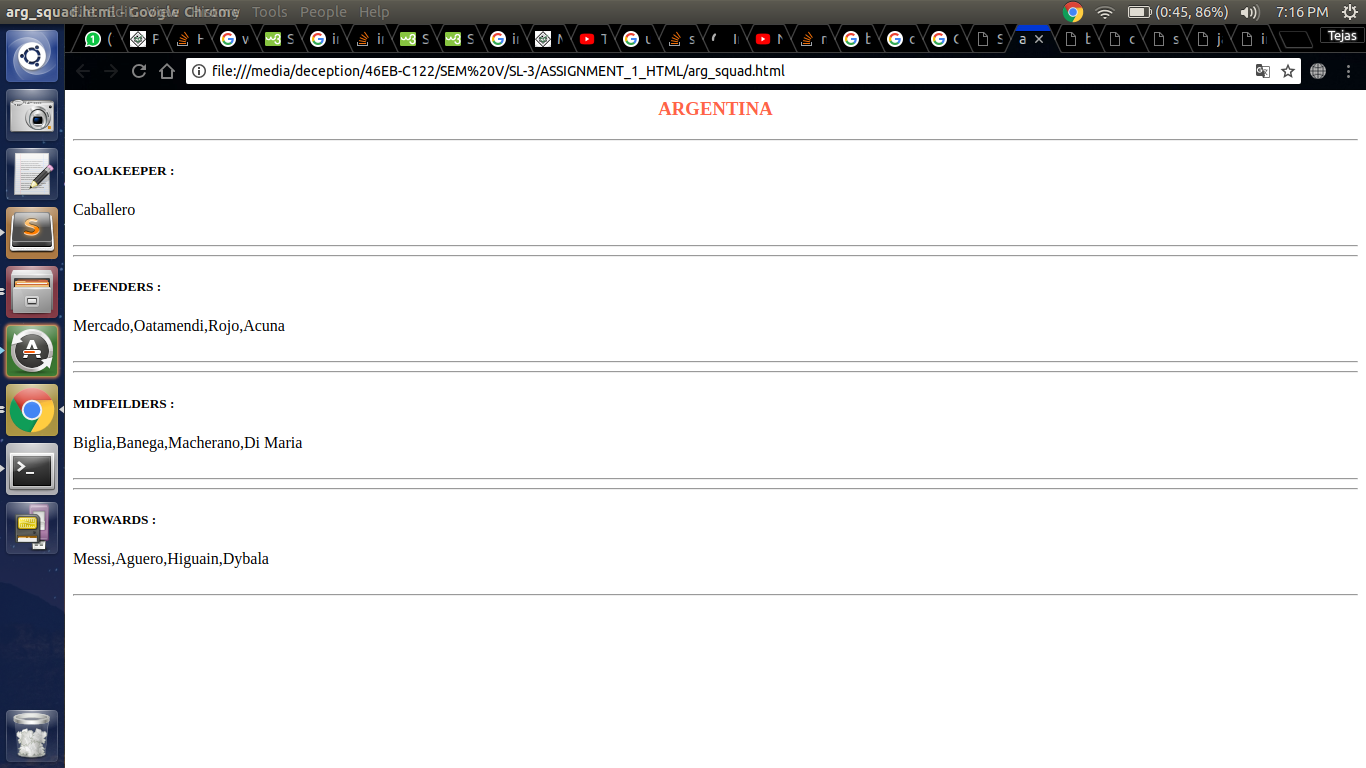 arg_squad.html - Google Chrome Tools People Help (0:45, 86%) 7:16 PM
Tejas
file:///media/deception/46EB-C122/SEM%20V/SL-3/ASSIGNMENT_1_HTML/arg_squad.html
ARGENTINA
GOALKEEPER :
Caballero
DEFENDERS :
Mercado,Oatamendi,Rojo,Acuna
MIDFEILDERS :
Biglia,Banega,Macherano,Di Maria
FORWARDS :
Messi,Aguero,Higuain,Dybala